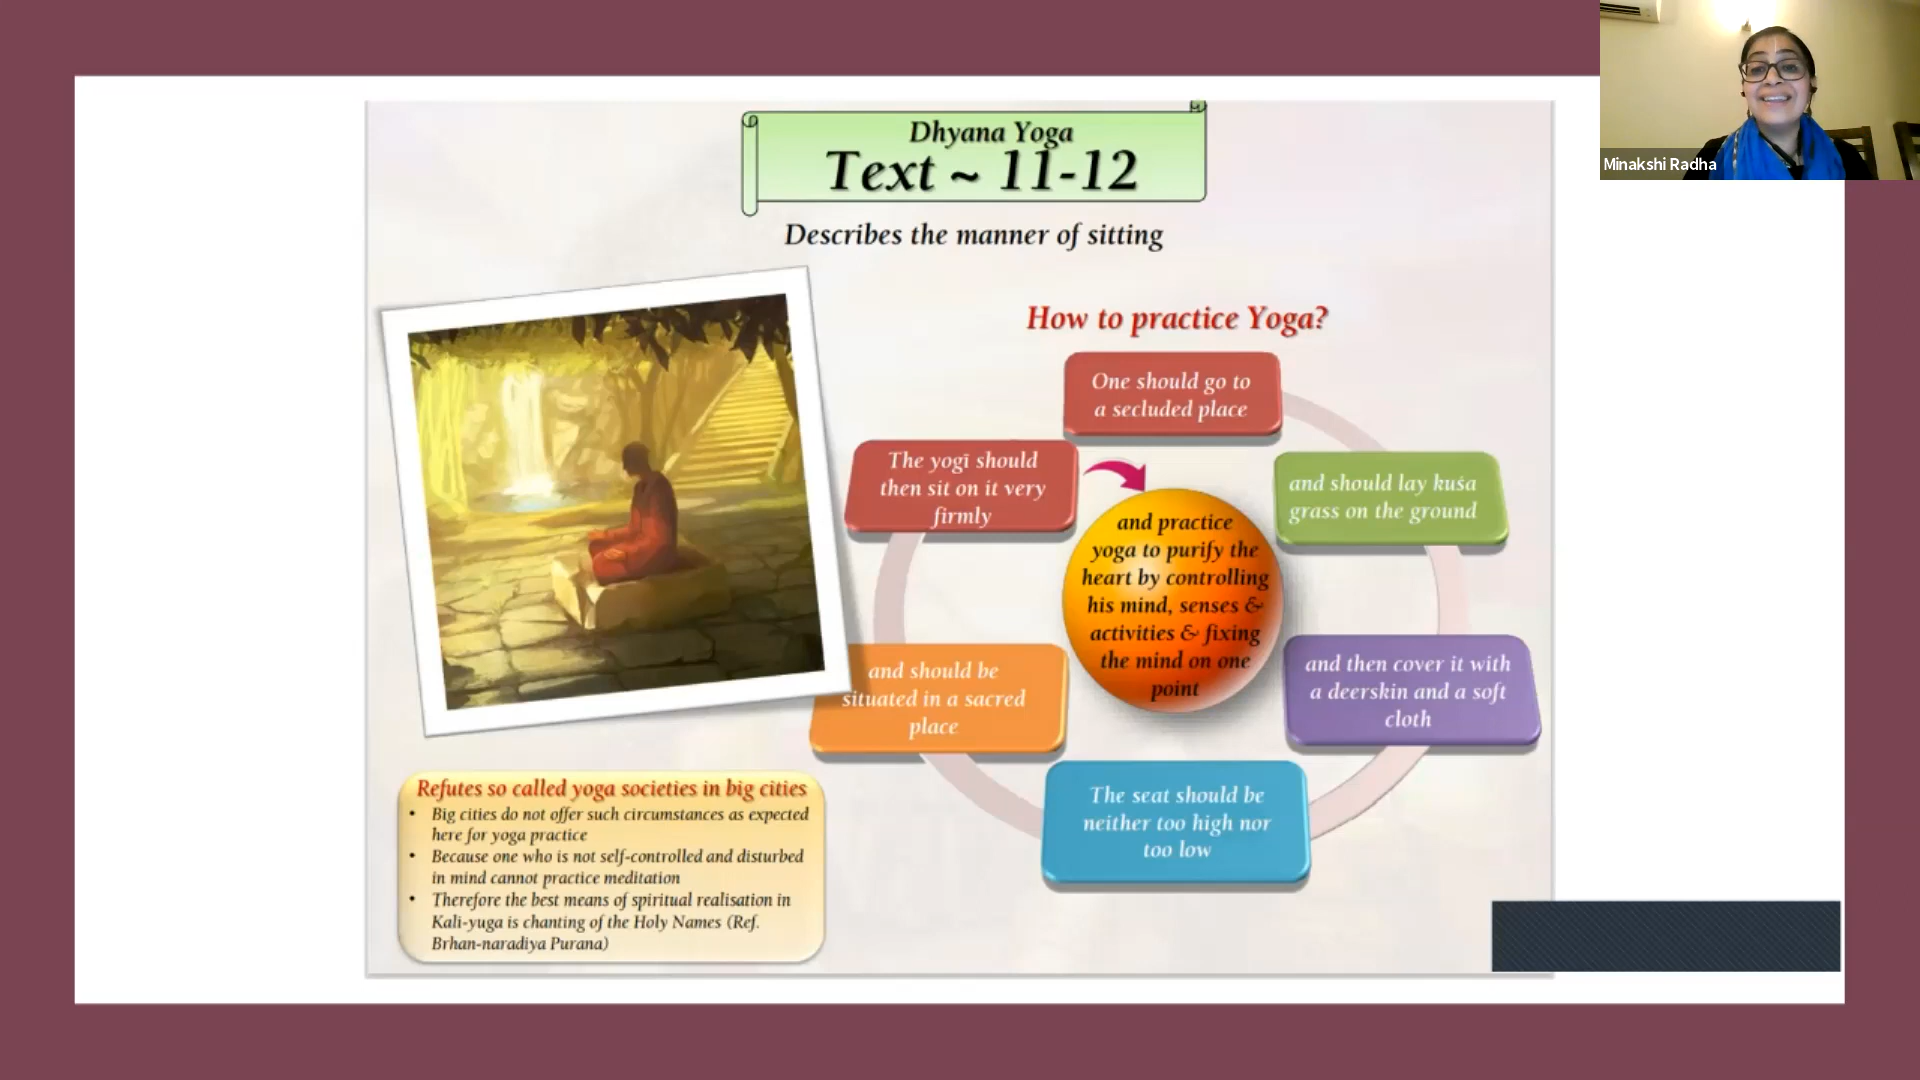 Dhyana Yoga
Text ~ 11-12
Describes the manner of sitting
How to practice Yoga?
One should go to
a secluded place
and should lay kuśa
grass on the ground
and then cover it with
a deerskin and a soft
cloth
The seat should be
neither too high nor
too low
and should be
situated in a sacred
place
The yogī should
then sit on it very
firmly
and practice
yoga to purify the
heart by controlling
his mind, senses &
activities & fixing
the mind on one
point
Refutes so called yoga societies in big cities
• Big cities do not offer such circumstances as expected
here for yoga practice
• Because one who is not self-controlled and disturbed
in mind cannot practice meditation
• Therefore the best means of spiritual realisation in
Kali-yuga is chanting of the Holy Names (Ref.
Brhan-naradiya Purana)
Minakshi Radha